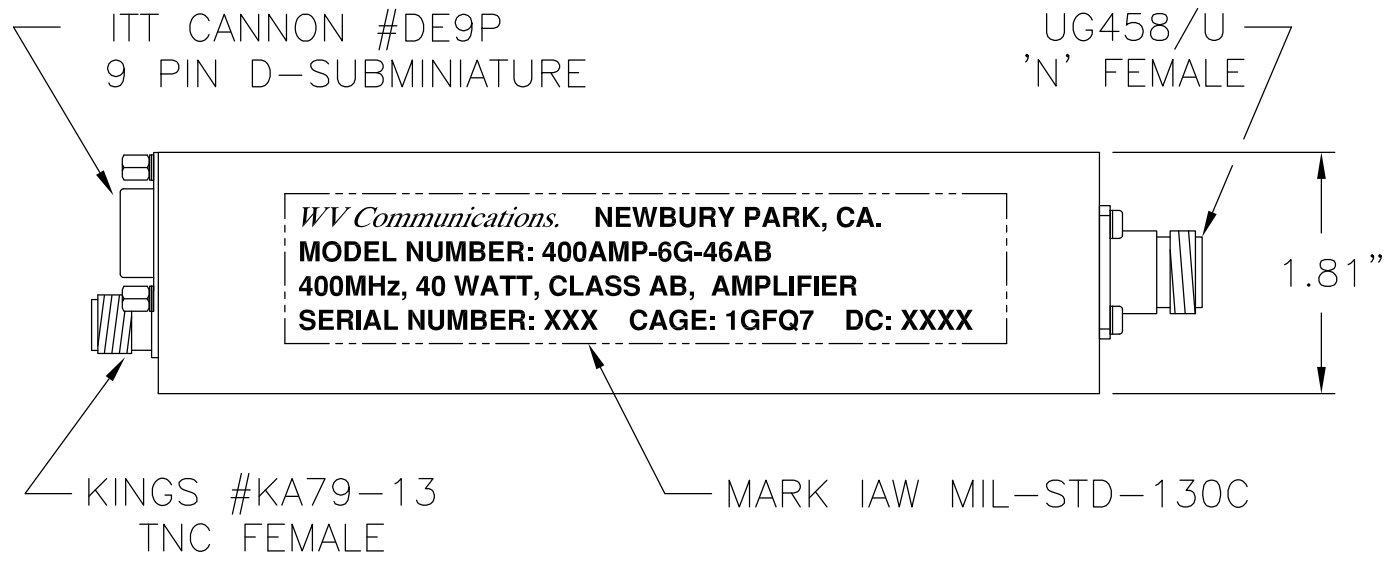 ITT CANNON #DE9P
9 PIN D-SUBMINIATURE
UG458/U
'N' FEMALE
WV Communications. NEWBURY PARK, CA.
MODEL NUMBER: 400AMP-6G-46AB
400MHz, 40 WATT, CLASS AB, AMPLIFIER
SERIAL NUMBER: XXX CAGE: 1GFQ7 DC: XXXX
1.81"
KINGS #KA79-13
TNC FEMALE
MARK IAW MIL-STD-130C